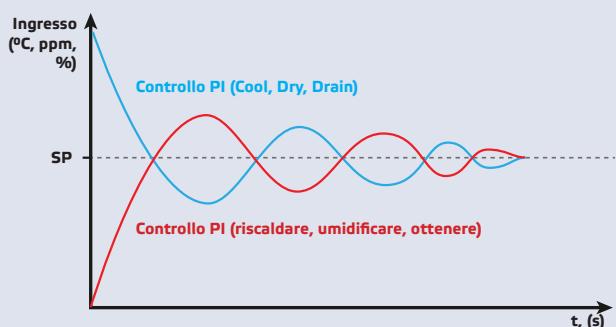 Ingresso
(ºC, ppm,
%)
Controllo PI (Cool, Dry, Drain)
SP
Controllo PI (riscaldare, umidificare, ottenere)
t, (s)